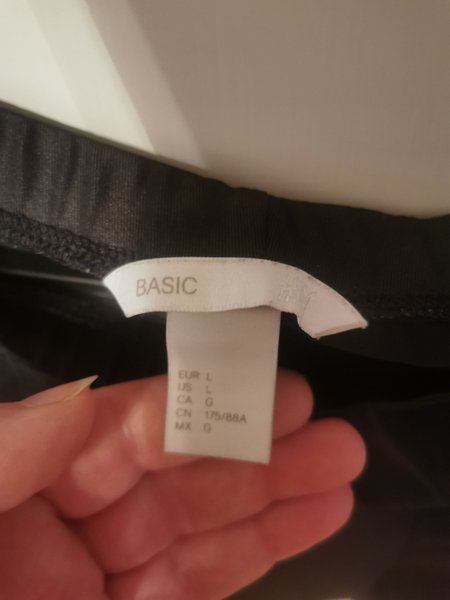 BASIC
EUR L
US L
CA G
CN 175/88A
MX G